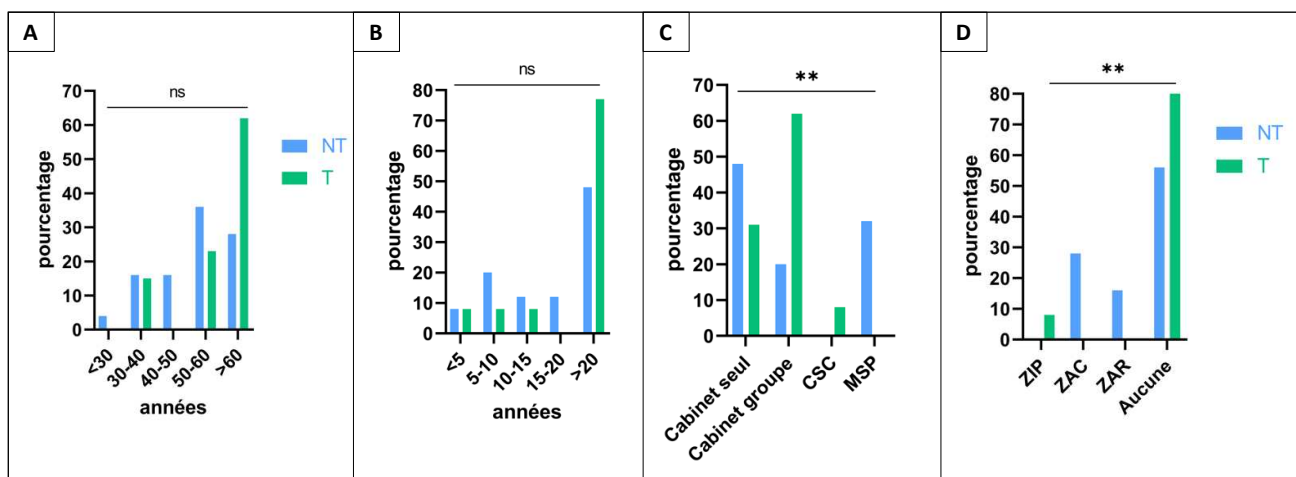 A
ns
pourcentage
70
60
50
40
30
20
10
0
<30
30-40
40-50
50-60
>60
années
NT
T
B
ns
pourcentage
80
70
60
50
40
30
20
10
0
<5
5-10
10-15
15-20
>20
années
C
**
pourcentage
70
60
50
40
30
20
10
0
Cabinet seul
Cabinet groupe
CSC
MSP
D
**
pourcentage
80
70
60
50
40
30
20
10
0
ZIP
ZAC
ZAR
Aucune
NT
T